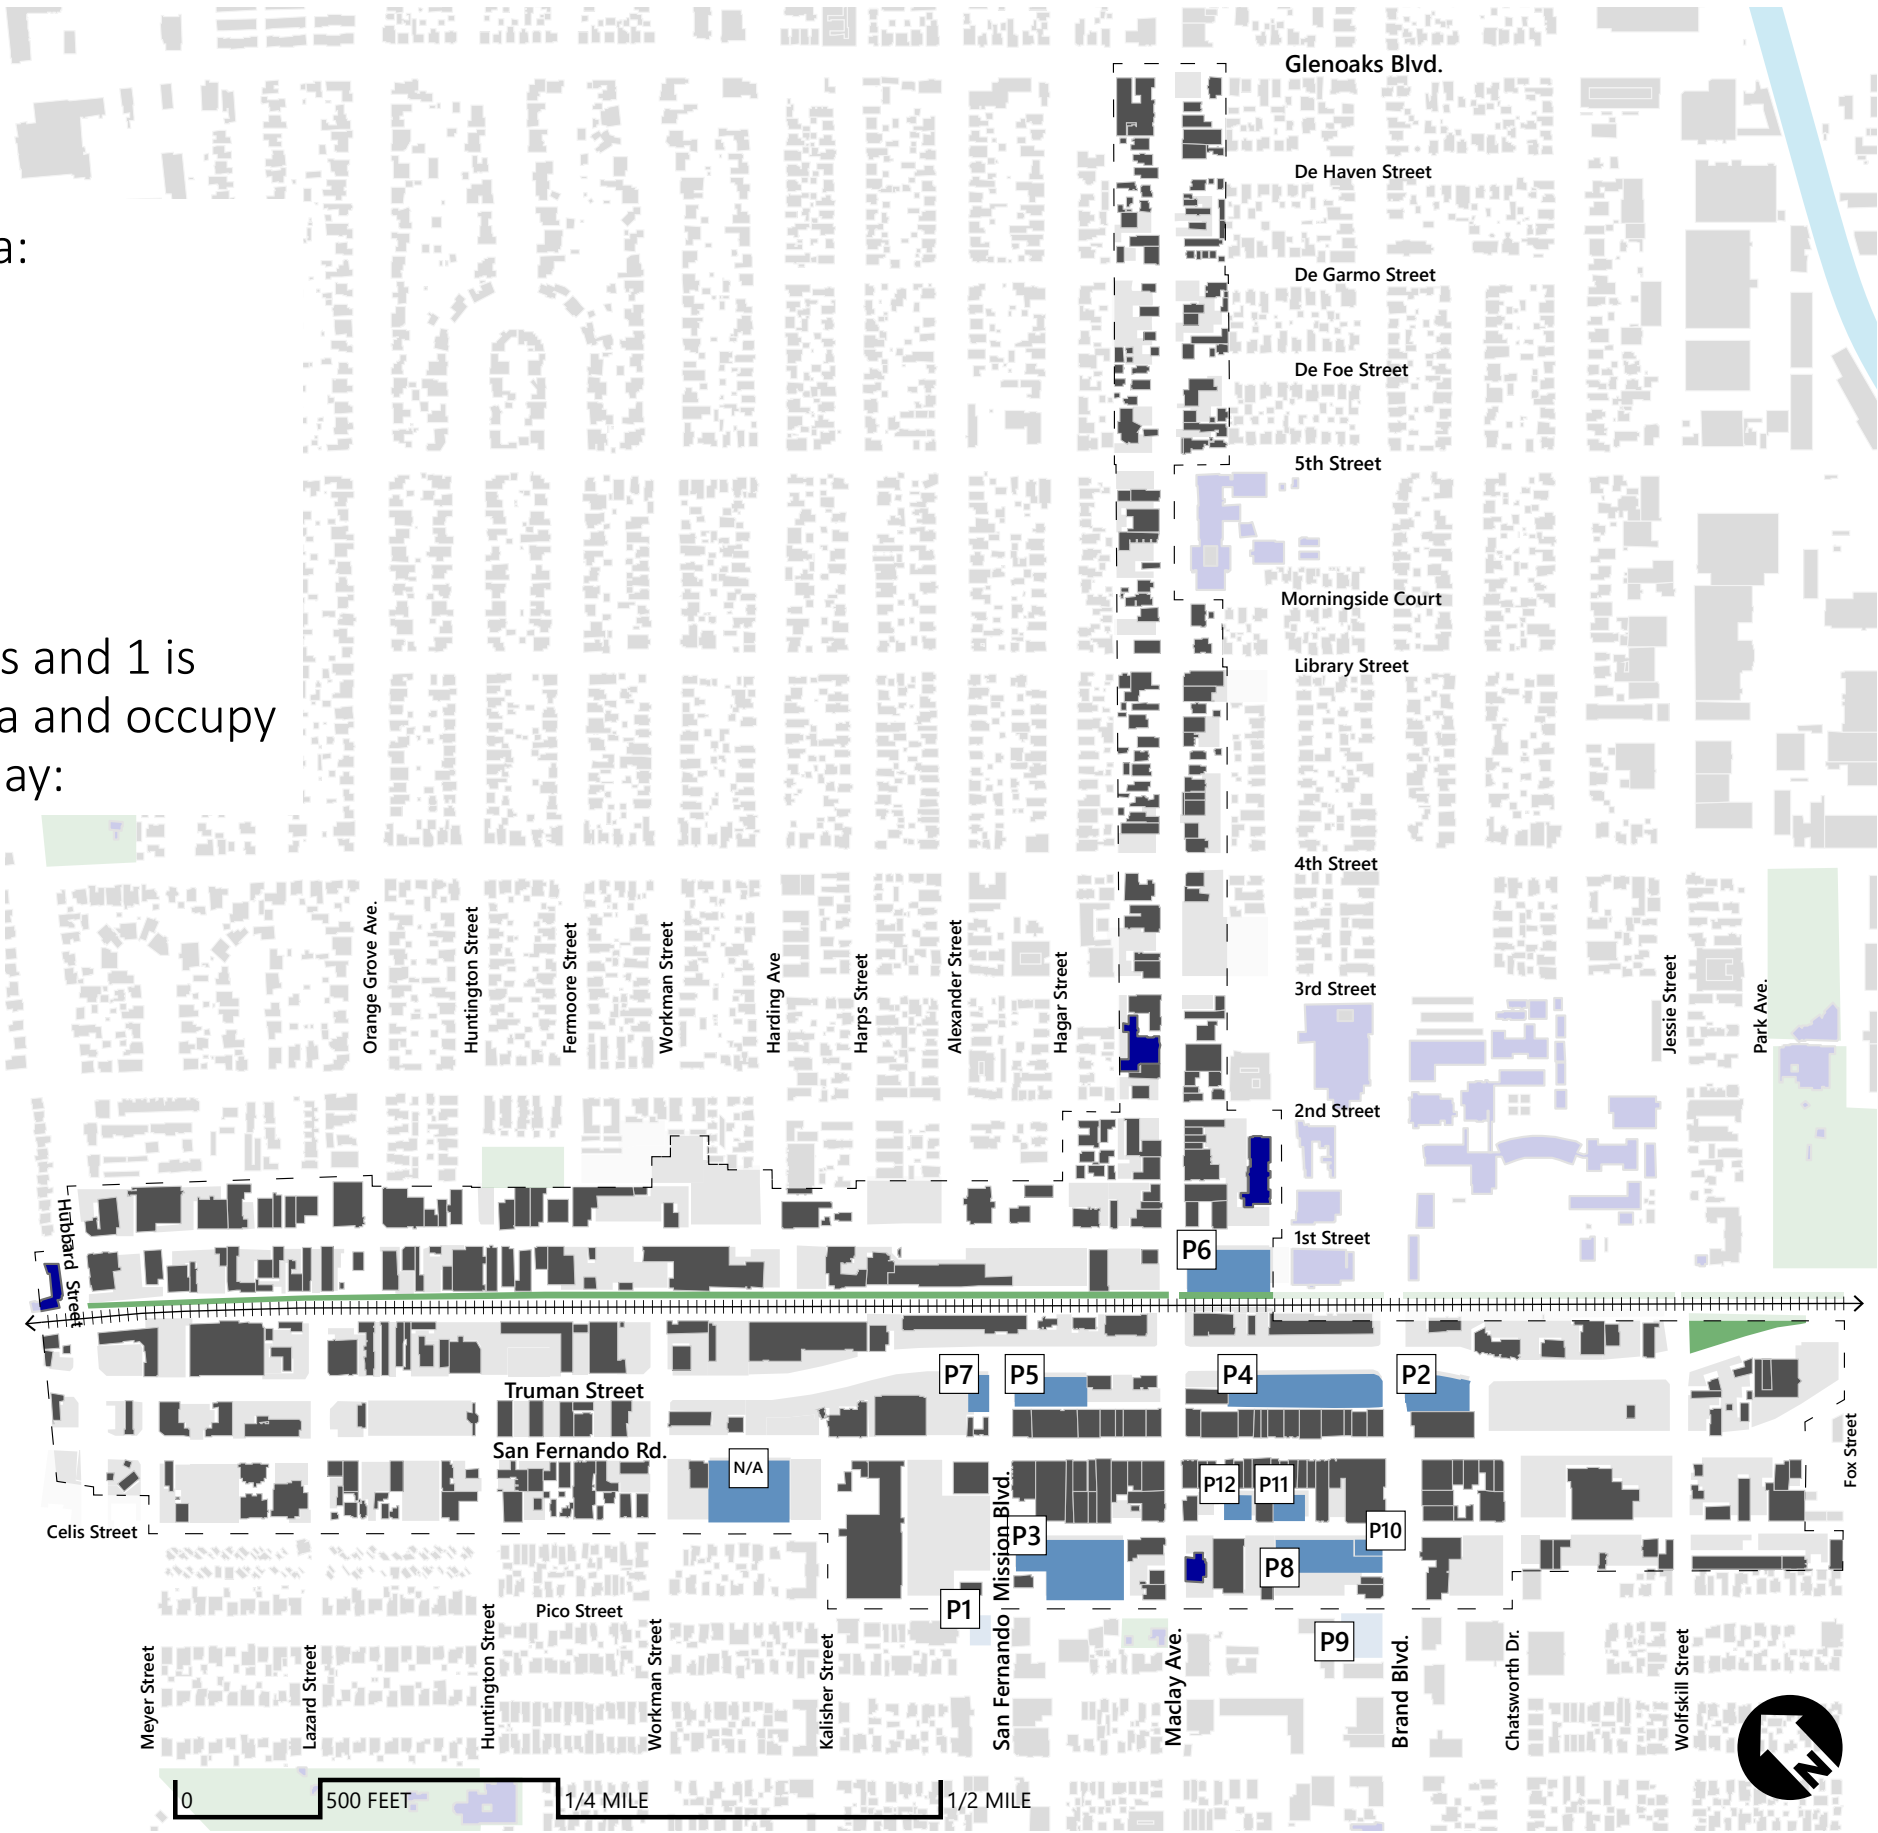 Glenoaks Blvd.
De Haven Street
a:
De Garmo Street
De Foe Street
5th Street
Morningside Court
s and 1 is
Library Street
a and occupy
ay:
4th Street
Orange Grove Ave.
Huntington Street
Fermoore Street
Workman Street
Harding Ave
Harps Street
Alexander Street
Hagar Street
3rd Street
Jessie Street
Park Ave.
2nd Street
Hubbard Street
1st Street
P6
P7
P5
P4
P2
Truman Street
San Fernando Rd.
N/A
P12
P11
Fox Street
Celis Street
P3
P10
P8
P1
Pico Street
P9
Meyer Street
Lazard Street
Huntington Street
Workman Street
Kalisher Street
San Fernando Mission Blvd.
Maclay Ave.
Brand Blvd.
Chatsworth Dr.
Wolfskill Street
N
0
500 FEET
1/4 MILE
1/2 MILE